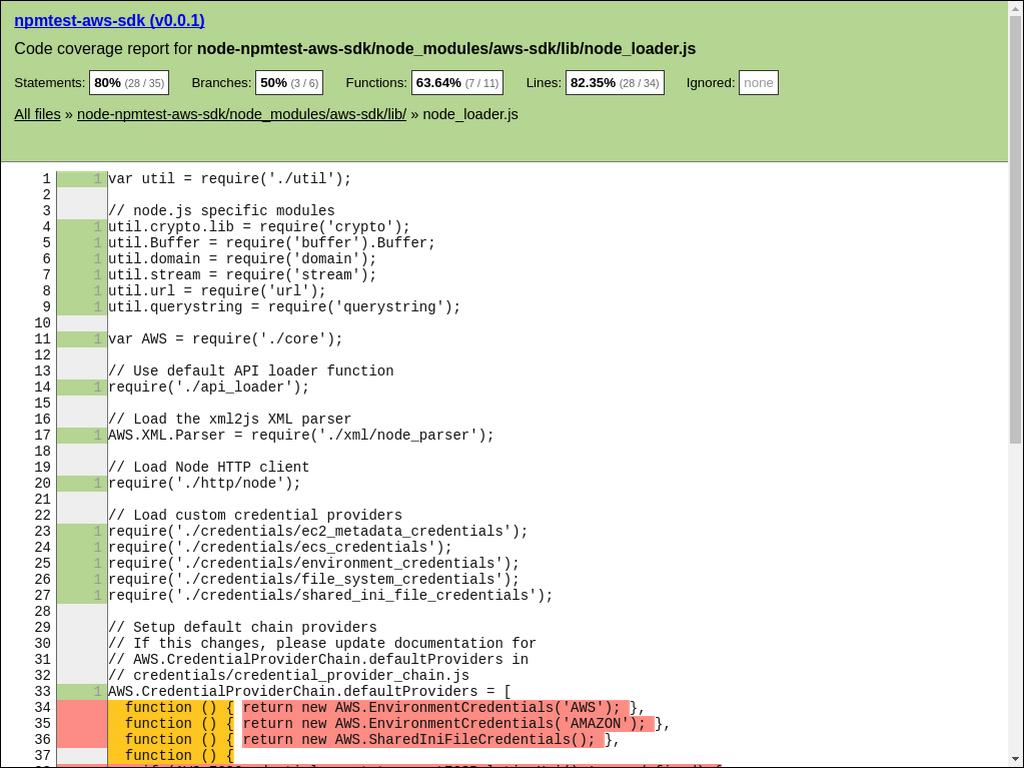 npmtest-aws-sdk (v0.0.1)
Code coverage report for node-npmtest-aws-sdk/node_modules/aws-sdk/lib/node_loader.js
Statements: 80% (28 / 35) Branches: 50% (3 / 6) Functions: 63.64% (7 / 11) Lines: 82.35% (28 / 34) Ignored: none
All files » node-npmtest-aws-sdk/node_modules/aws-sdk/lib/ » node_loader.js
1 1 var util = require('./util');
2
3 // node.js specific modules
4 1 util.crypto.lib = require('crypto');
5 1 util.Buffer = require('buffer').Buffer;
6 1 util.domain = require('domain');
7 1 util.stream = require('stream');
8 1 util.url = require('url');
9 1 util.querystring = require('querystring');
10
11 1 var AWS = require('./core');
12
13 // Use default API loader function
14 1 require('./api_loader');
15
16 // Load the xml2js XML parser
17 1 AWS.XML.Parser = require('./xml/node_parser');
18
19 // Load Node HTTP client
20 1 require('./http/node');
21
22 // Load custom credential providers
23 1 require('./credentials/ec2_metadata_credentials');
24 1 require('./credentials/ecs_credentials');
25 1 require('./credentials/environment_credentials');
26 1 require('./credentials/file_system_credentials');
27 1 require('./credentials/shared_ini_file_credentials');
28
29 // Setup default chain providers
30 // If this changes, please update documentation for
31 // AWS.CredentialProviderChain.defaultProviders in
32 // credentials/credential_provider_chain.js
33 1 AWS.CredentialProviderChain.defaultProviders = [
34 function () { return new AWS.EnvironmentCredentials('AWS'); },
35 function () { return new AWS.EnvironmentCredentials('AMAZON'); },
36 function () { return new AWS.SharedIniFileCredentials(); },
37 function () {